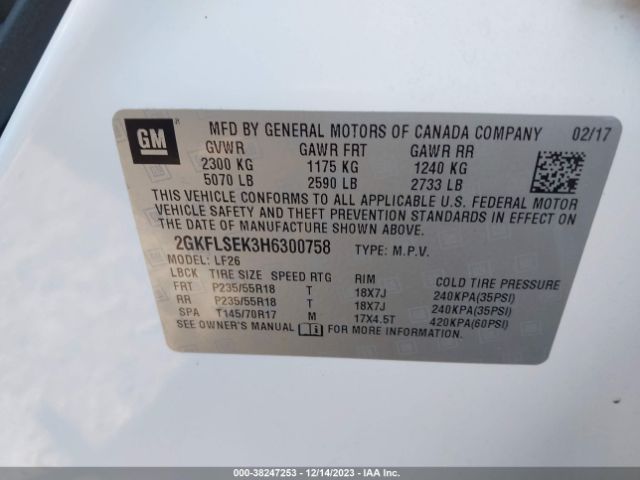 GM
MFD BY GENERAL MOTORS OF CANADA COMPANY 02/17
GVWR GAWR FRT GAWR RR
2300 KG 1175 KG 1240 KG
5070 LB 2590 LB 2733 LB
THIS VEHICLE CONFORMS TO ALL APPLICABLE U.S. FEDERAL MOTOR
VEHICLE SAFETY AND THEFT PREVENTION STANDARDS IN EFFECT ON
THE DATE OF MANUFACTURE SHOWN ABOVE.
2GKFLSEK3H6300758 TYPE: M.P.V.
MODEL: LF26
LBCK TIRE SIZE SPEED RTG RIM COLD TIRE PRESSURE
FRT P235/55R18 T 18X7J 240KPA(35PSI)
RR P235/55R18 T 18X7J 240KPA(35PSI)
SPA T145/70R17 M 17X4.5T 420KPA(60PSI)
SEE OWNER'S MANUAL FOR MORE INFORMATION.
000-38247253 - 12/14/2023 - IAA Inc.